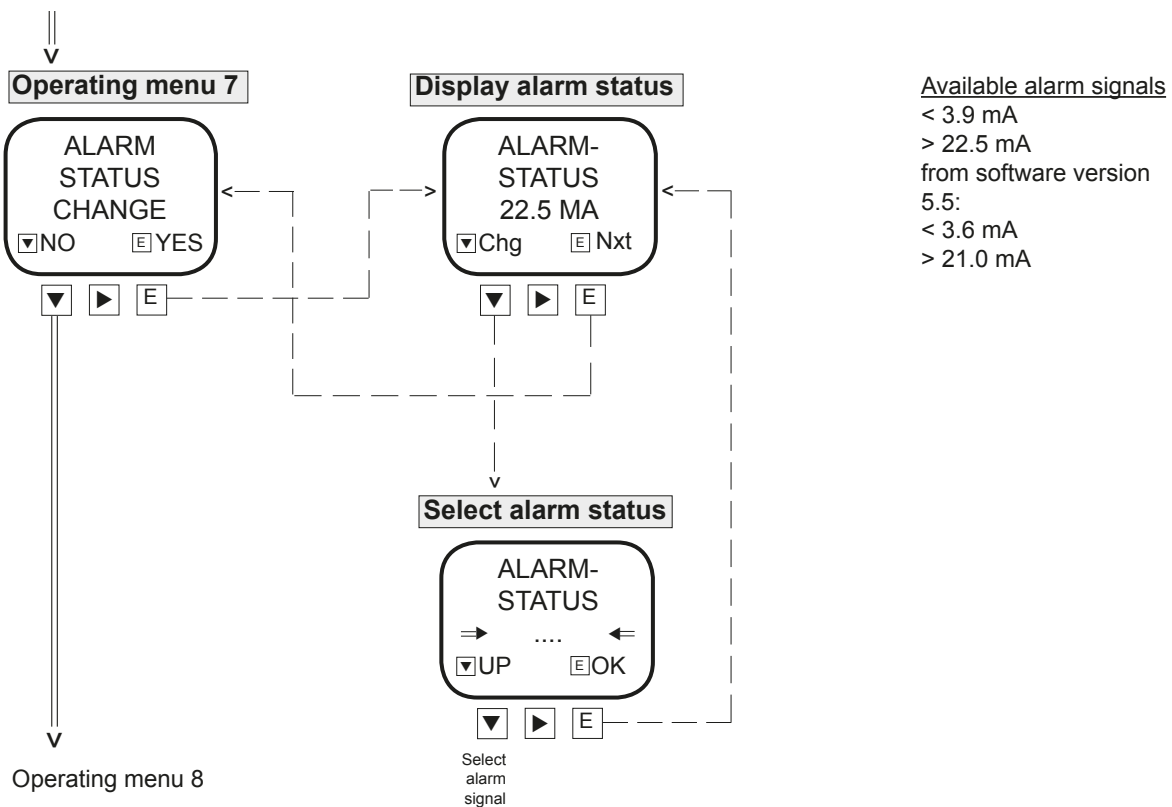 Operating menu 7
ALARM
STATUS
CHANGE
▼NO E YES
▼ ▶ E
Operating menu 8
Display alarm status
ALARM-
STATUS
22.5 MA
▼Chg E Nxt
▼ ▶ E
Select alarm status
ALARM-
STATUS
⇒ .... ⇐
▼UP E OK
▼ ▶ E
Select
alarm
signal
Available alarm signals
< 3.9 mA
> 22.5 mA
from software version
5.5:
< 3.6 mA
> 21.0 mA